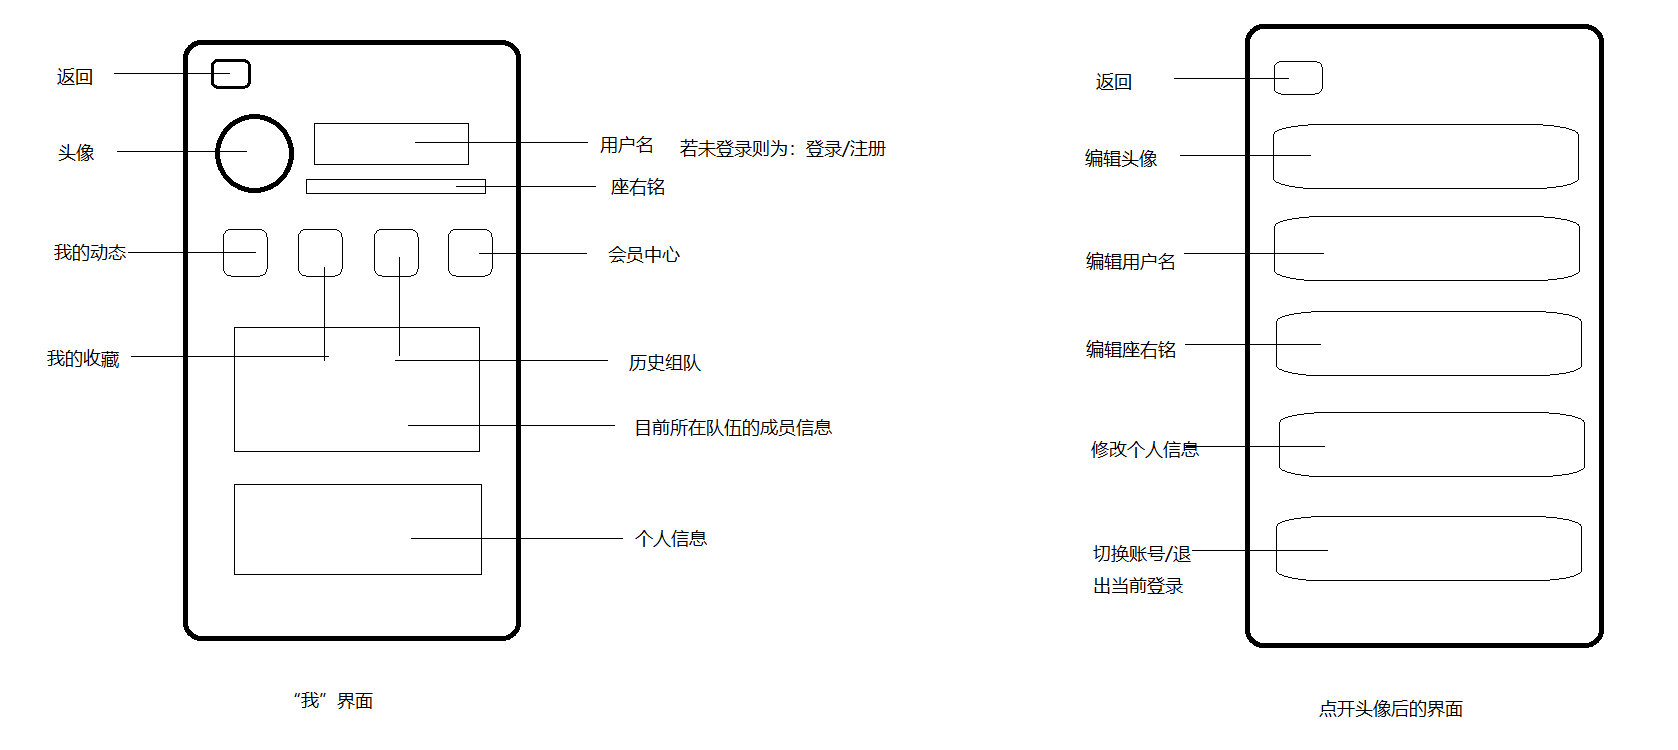 返回
头像
用户名
若未登录则为：登录/注册
座右铭
我的动态
会员中心
我的收藏
历史组队
目前所在队伍的成员信息
个人信息
“我”界面
返回
编辑头像
编辑用户名
编辑座右铭
修改个人信息
切换账号/退
出当前登录
点开头像后的界面